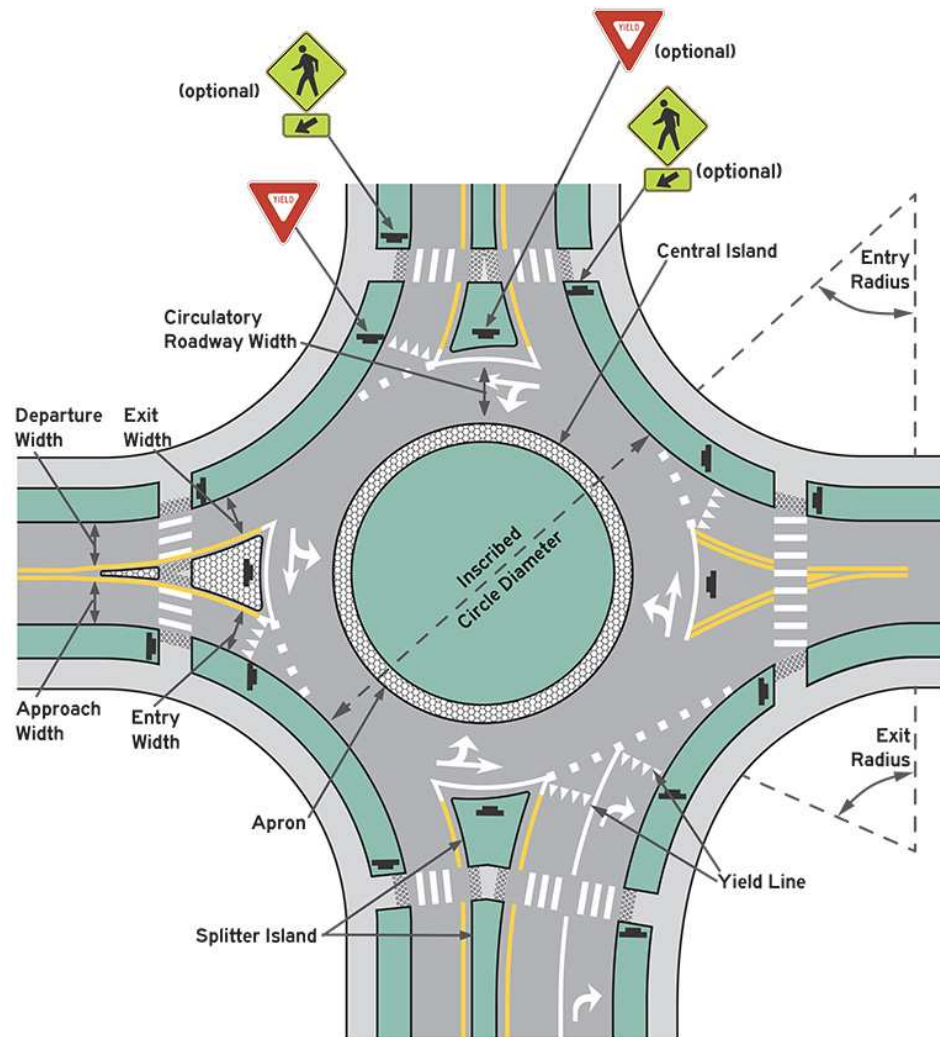 YIELD
(optional)
(optional)
(optional)
YIELD
Central Island
Entry
Radius
Circulatory
Roadway Width
Departure
Width
Exit
Width
Inscribed
Circle Diameter
Approach
Width
Entry
Width
Exit
Radius
Apron
Yield Line
Splitter Island